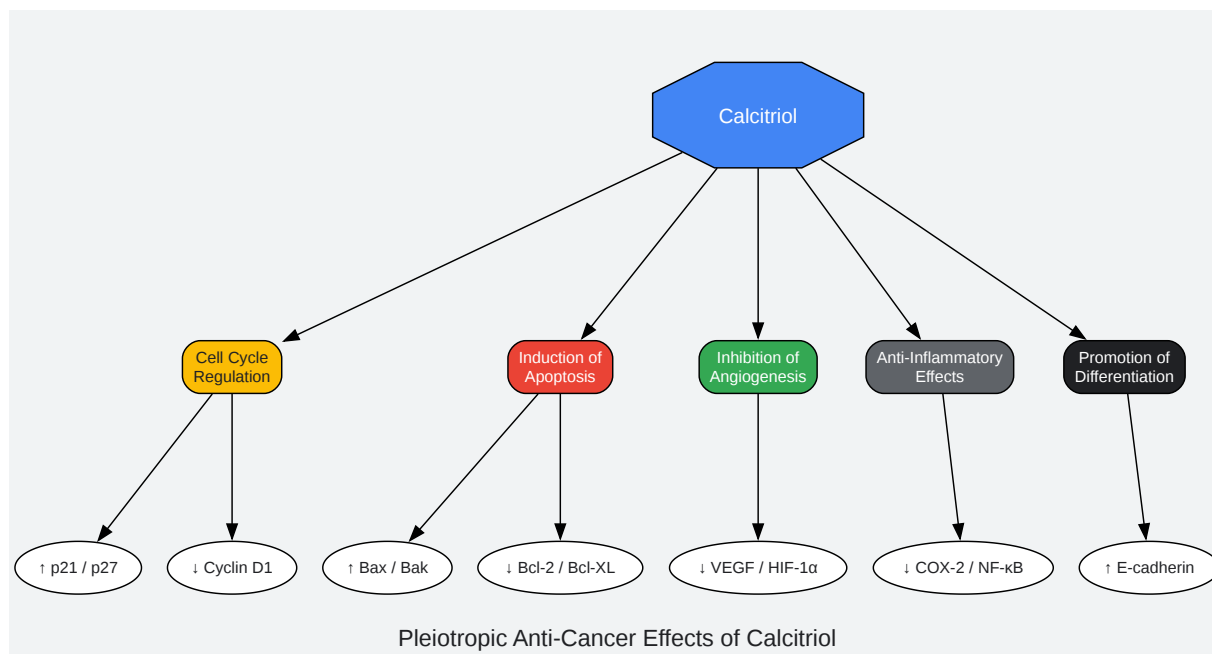 Calcitriol
Cell Cycle
Regulation
Induction of
Apoptosis
Inhibition of
Angiogenesis
Anti-Inflammatory
Effects
Promotion of
Differentiation
↑ p21 / p27
↓ Cyclin D1
↑ Bax / Bak
↓ Bcl-2 / Bcl-XL
↓ VEGF / HIF-1α
↓ COX-2 / NF-κB
↑ E-cadherin
Pleiotropic Anti-Cancer Effects of Calcitriol